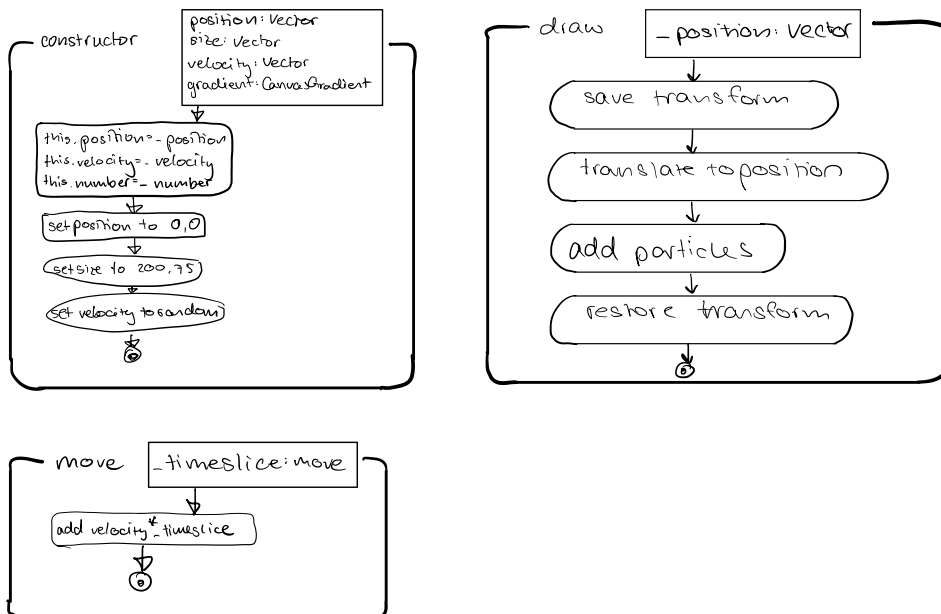 constructor
position: Vector
size: Vector
velocity: Vector
gradient: CanvasGradient
this.position=_position
this.velocity=_velocity
this.number=_number
set position to 0,0
set size to 200,75
set velocity to random
draw
_position: Vector
save transform
translate to position
add particles
restore transform
move
_timeslice: move
add velocity*_timeslice